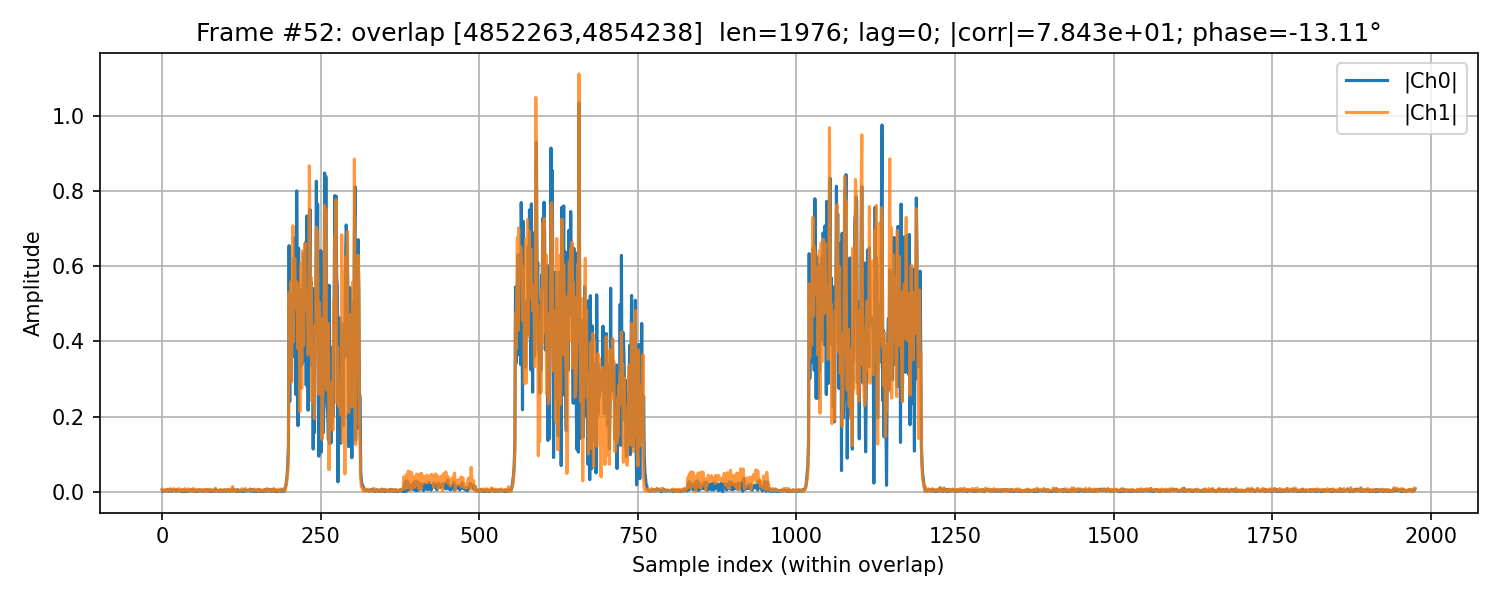 Frame #52: overlap [4852263,4854238]  len=1976; lag=0; |corr|=7.843e+01; phase=-13.11°
|Ch0|
|Ch1|
Amplitude
1.0
0.8
0.6
0.4
0.2
0.0
0 250 500 750 1000 1250 1500 1750 2000
Sample index (within overlap)